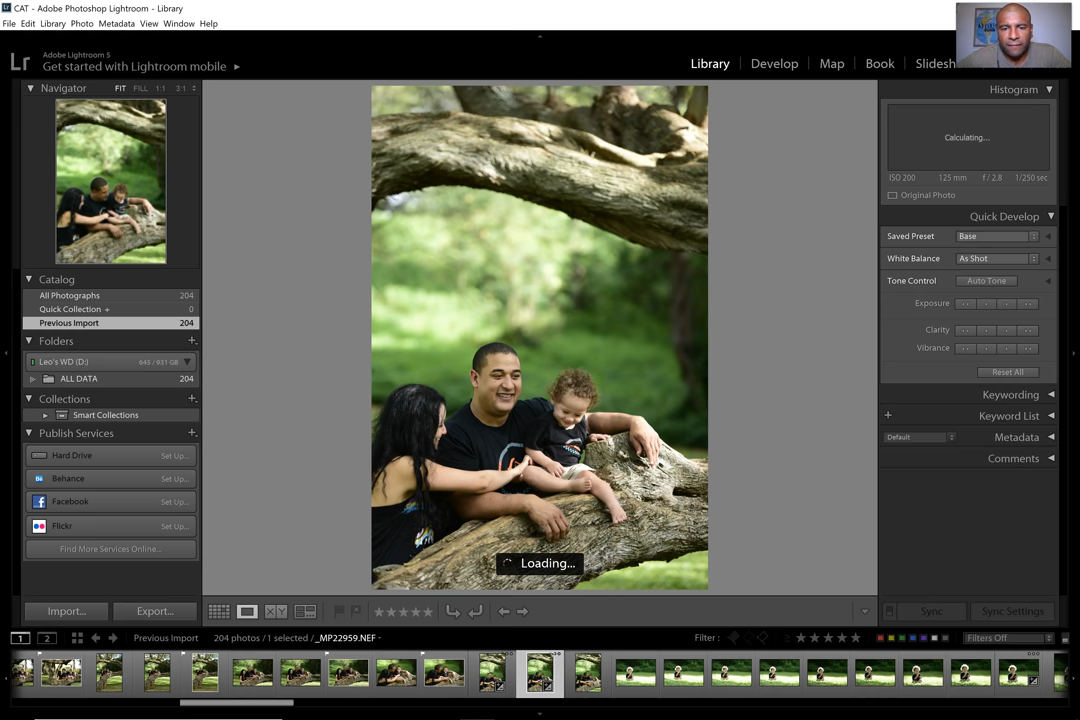 CAT - Adobe Photoshop Lightroom - Library
File Edit Library Photo Metadata View Window Help
Lr
Adobe Lightroom 5
Get started with Lightroom mobile
Library
Develop
Map
Book
Slidesh
Navigator
FIT
FILL
1:1
3:1
Catalog
All Photographs 204
Quick Collection + 0
Previous Import 204
Folders
Leo's WD (D:) 645 / 931 GB
ALL DATA 204
Collections
Smart Collections
Publish Services
Hard Drive Set Up...
Bē Behance Set Up...
f Facebook Set Up...
Flickr Set Up...
Find More Services Online...
Import...
Export...
Loading...
Histogram
Calculating...
ISO 200 125 mm f / 2.8 1/250 sec
Original Photo
Quick Develop
Saved Preset Base
White Balance As Shot
Tone Control Auto Tone
Exposure
Clarity
Vibrance
Reset All
Keywording
Keyword List
Default Metadata
Comments
Sync
Sync Settings
XY
1 2 Previous Import 204 photos / 1 selected / _MP22959.NEF
Filter :
Filters Off